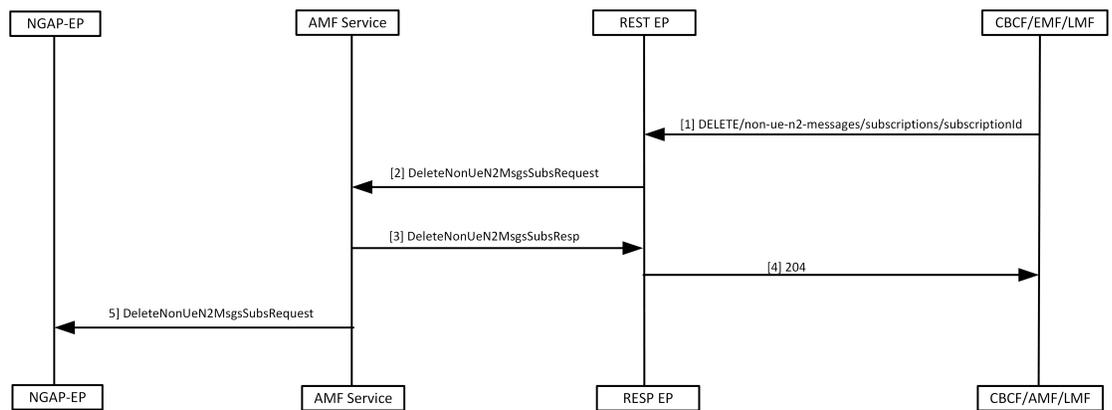 NGAP-EP
AMF Service
REST EP
CBCF/EMF/LMF
[1] DELETE/non-ue-n2-messages/subscriptions/subscriptionId
[2] DeleteNonUeN2MsgsSubsRequest
[3] DeleteNonUeN2MsgsSubsResp
[4] 204
5] DeleteNonUeN2MsgsSubsRequest
NGAP-EP
AMF Service
RESP EP
CBCF/AMF/LMF